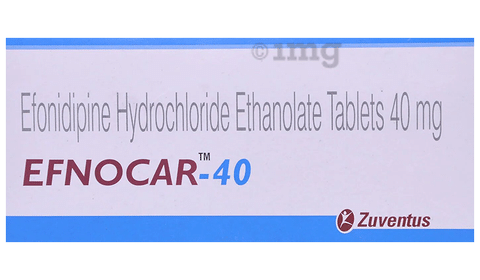 ©1mg
Efonidipine Hydrochloride Ethanolate Tablets 40 mg
EFNOCAR™-40
Zuventus